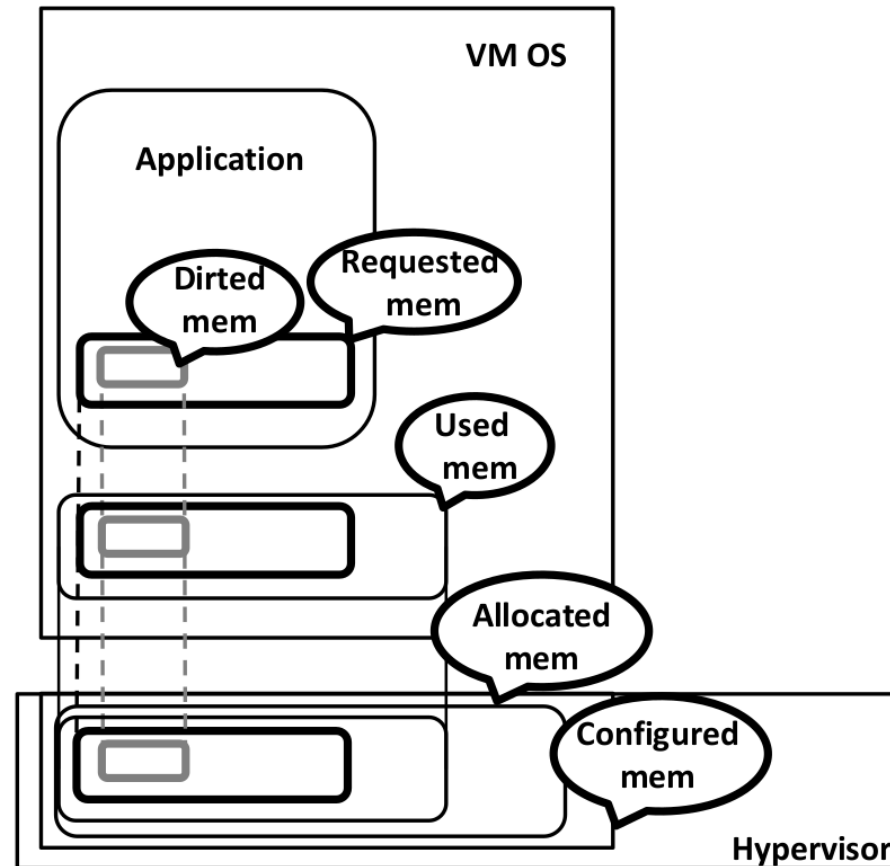 VM OS
Application
Dirted
mem
Requested
mem
Used
mem
Allocated
mem
Configured
mem
Hypervisor